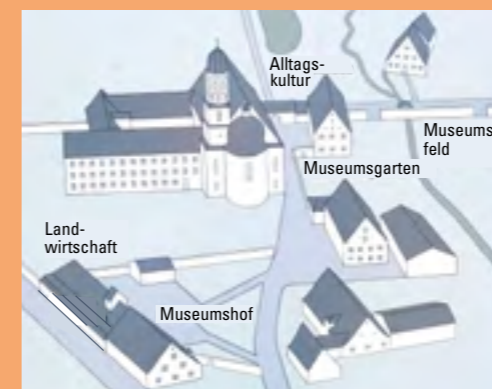 Alltags-
kultur
Museums
feld
Museumsgarten
Land-
wirtschaft
Museumshof